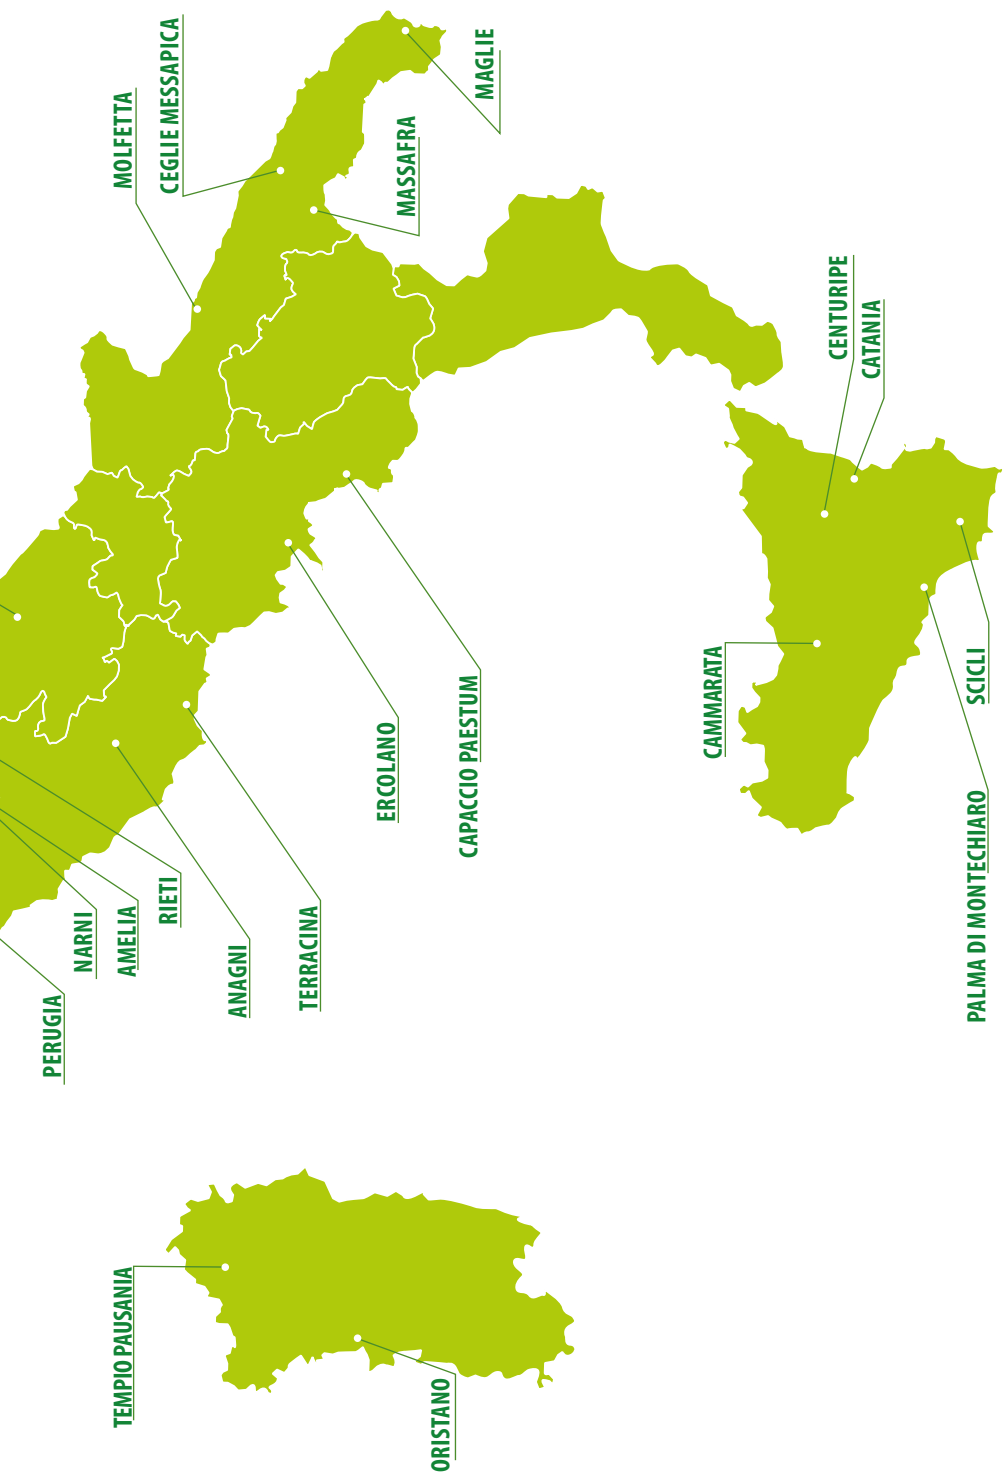 PERUGIA
NARNI
AMELIA
RIETI
ANAGNI
TERRACINA
ERCOLANO
CAPACCIO PAESTUM
MOLFETTA
CEGLIE MESSAPICA
MASSAFRA
MAGLIE
CAMMARATA
CENTURIPE
CATANIA
SCICLI
PALMA DI MONTECHIARO
TEMPIO PAUSANIA
ORISTANO